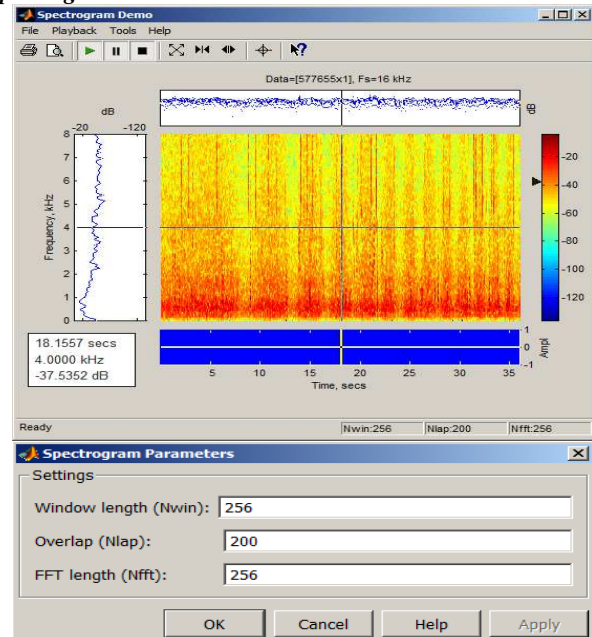 Spectrogram Demo
File Playback Tools Help
Data=[577655x1], Fs=16 kHz
dB
-20 -120
dB
8
7
6
5
4
3
2
1
0
Frequency, kHz
-20
-40
-60
-80
-100
-120
18.1557 secs
4.0000 kHz
-37.5352 dB
1
0
-1
Ampl
5 10 15 20 25 30 35
Time, secs
Ready Nwin:256 Nlap:200 Nfft:256
Spectrogram Parameters
Settings
Window length (Nwin): 256
Overlap (Nlap): 200
FFT length (Nfft): 256
OK Cancel Help Apply